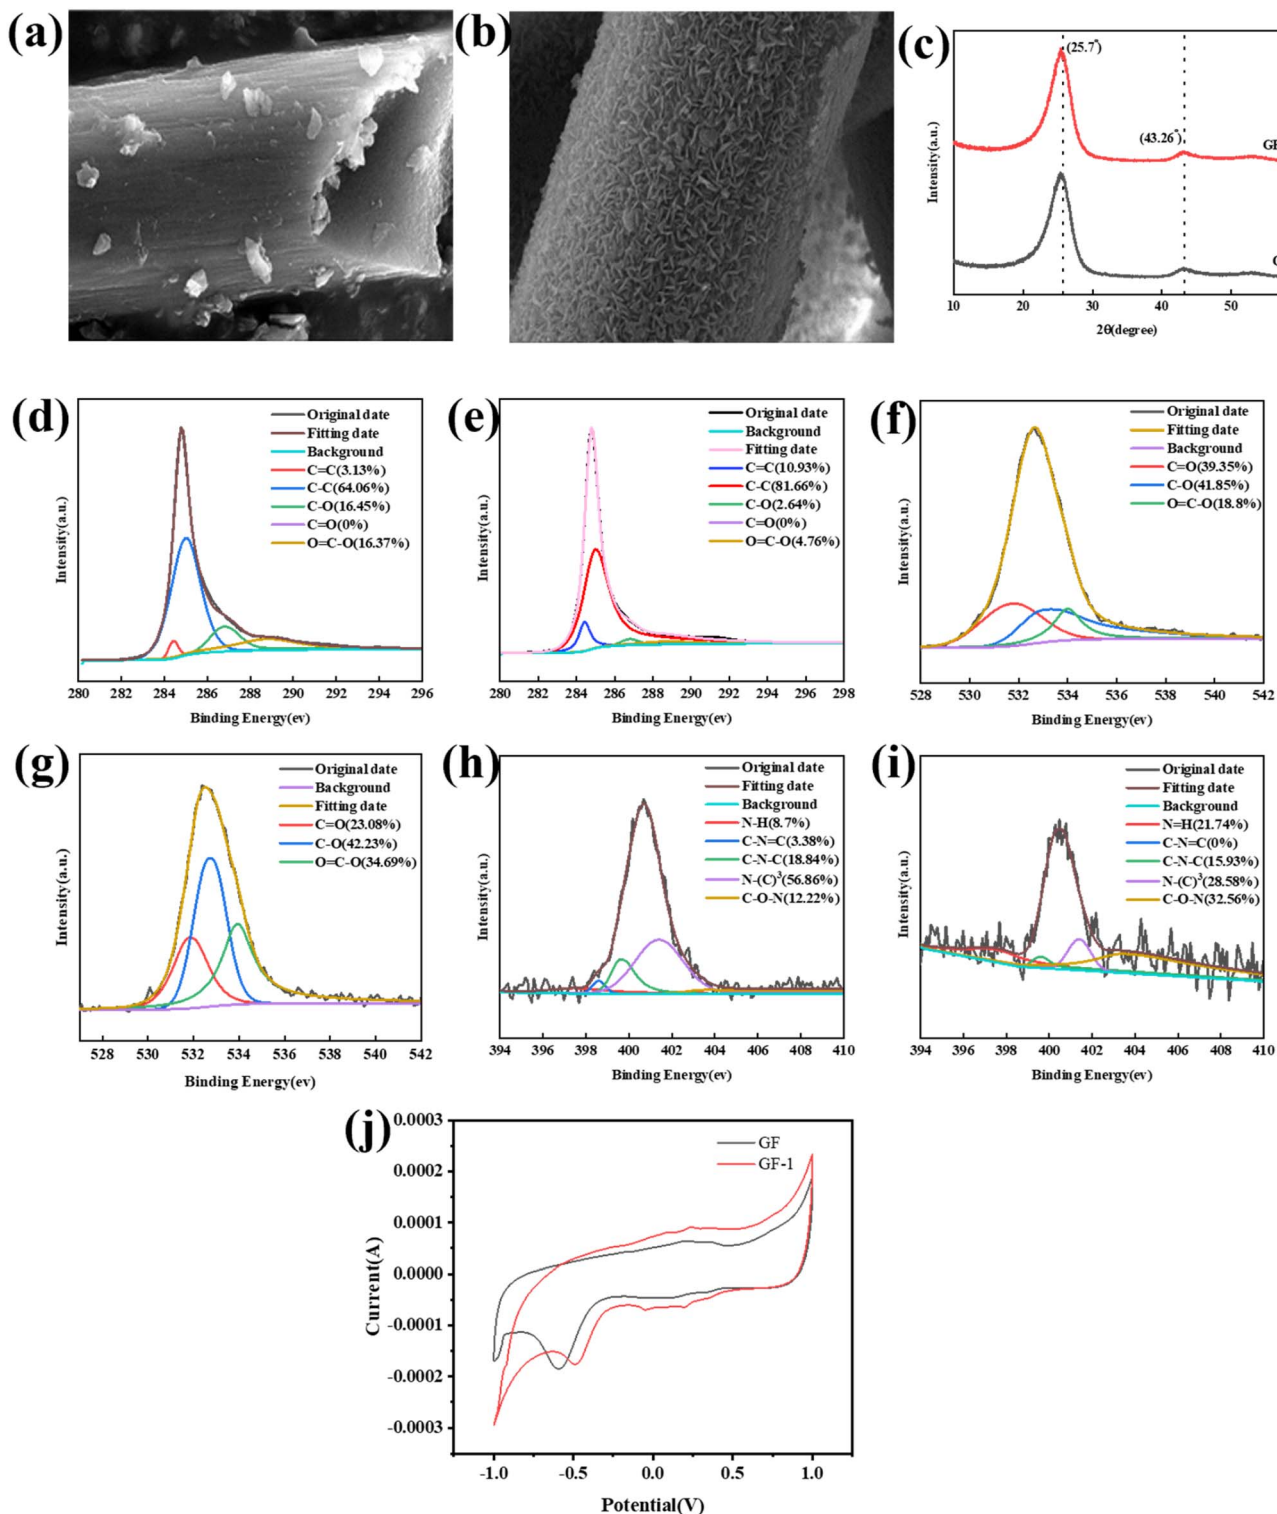 (a)
(b)
(c)
(25.7°)
(43.26°)
Intensity(a.u.)
10 20 30 40 50
2θ(degree)
(d)
Original date
Fitting date
Background
C=C(3.13%)
C-C(64.06%)
C-O(16.45%)
C=O(0%)
O=C-O(16.37%)
Intensity(a.u.)
280 282 284 286 288 290 292 294 296
Binding Energy(ev)
(e)
Original date
Background
Fitting date
C=C(10.93%)
C-C(81.66%)
C-O(2.64%)
C=O(0%)
O=C-O(4.76%)
Intensity(a.u.)
280 282 284 286 288 290 292 294 296 298
Binding Energy(ev)
(f)
Original date
Fitting date
Background
C=O(39.35%)
C-O(41.85%)
O=C-O(18.8%)
Intensity(a.u.)
528 530 532 534 536 538 540 542
Binding Energy(ev)
(g)
Original date
Background
Fitting date
C=O(23.08%)
C-O(42.23%)
O=C-O(34.69%)
Intensity(a.u.)
528 530 532 534 536 538 540 542
Binding Energy(ev)
(h)
Original date
Fitting date
Background
N-H(8.7%)
C-N=C(3.38%)
C-N-C(18.84%)
N-(C)³(56.86%)
C-O-N(12.22%)
Intensity(a.u.)
394 396 398 400 402 404 406 408 410
Binding Energy(ev)
(i)
Original date
Fitting date
Background
N=H(21.74%)
C-N=C(0%)
C-N-C(15.93%)
N-(C)³(28.58%)
C-O-N(32.56%)
Intensity(a.u.)
394 396 398 400 402 404 406 408 410
Binding Energy(ev)
(j)
GF
GF-1
Current(A)
0.0003
0.0002
0.0001
0.0000
-0.0001
-0.0002
-0.0003
-1.0 -0.5 0.0 0.5 1.0
Potential(V)